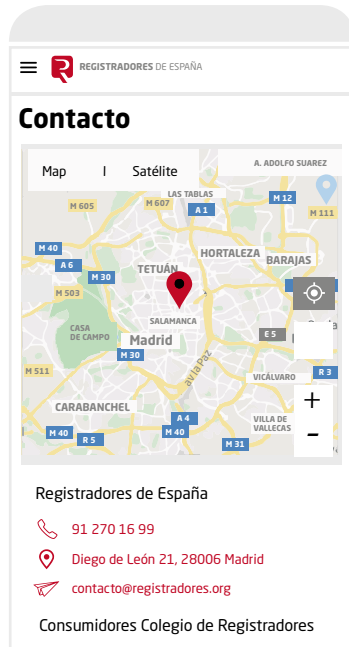 REGISTRADORES DE ESPAÑA
Contacto
Map I Satélite
A. ADOLFO SUAREZ
LAS TABLAS
M 12
M 605
M 607
A 1
M 111
M 40
HORTALEZA
BARAJAS
A 6
TETUÁN
M 30
M 503
SALAMANCA
CASA
DE CAMPO
E 5
Madrid
M 30
av la Paz
M 511
VICÁLVARO
R 3
CARABANCHEL
+
A 4
VILLA DE
VALLECAS
M 40
R 5
M 40
M 31
-
Registradores de España
91 270 16 99
Diego de León 21, 28006 Madrid
contacto@registradores.org
Consumidores Colegio de Registradores